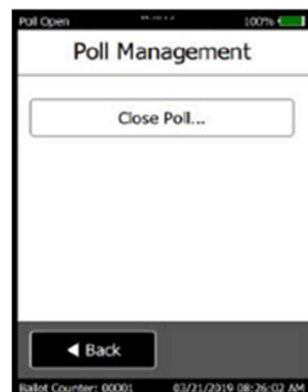 Poll Open 100%
Poll Management
Close Poll...
◀ Back
Ballot Counter: 00001 03/21/2019 08:26:02 AM